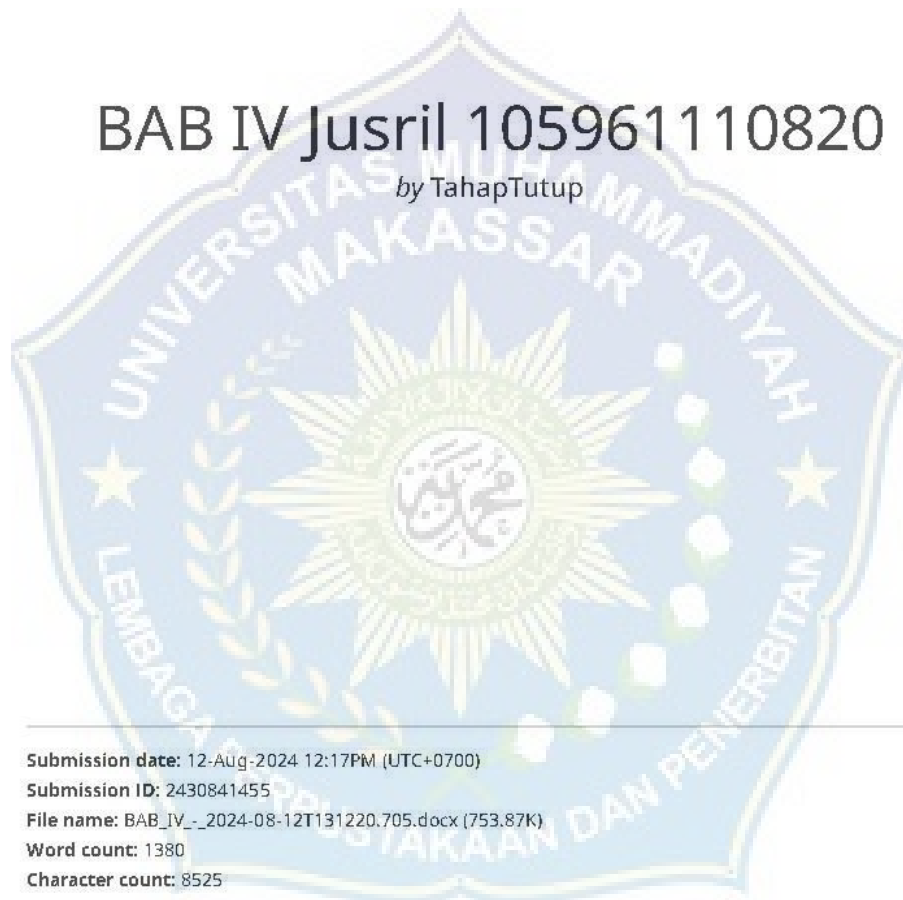 BAB IV Jusril 105961110820
by TahapTutup
UNIVERSITAS MUHAMMADIYAH
MAKASSAR
LEMBAGA PERPUSTAKAAN DAN PENERBITAN
Submission date: 12-Aug-2024 12:17PM (UTC+0700)
Submission ID: 2430841455
File name: BAB_IV_-_2024-08-12T131220.705.docx (753.87K)
Word count: 1380
Character count: 8525